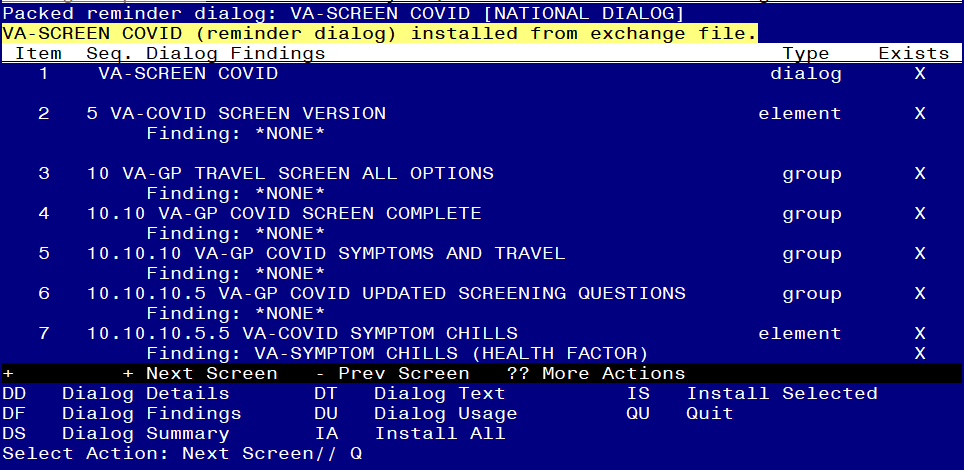 Packed reminder dialog: VA-SCREEN COVID [NATIONAL DIALOG]
VA-SCREEN COVID (reminder dialog) installed from exchange file.
Item  Seq. Dialog Findings  Type  Exists
1  VA-SCREEN COVID  dialog  X
2  5 VA-COVID SCREEN VERSION  element  X
Finding: *NONE*
3  10 VA-GP TRAVEL SCREEN ALL OPTIONS  group  X
Finding: *NONE*
4  10.10 VA-GP COVID SCREEN COMPLETE  group  X
Finding: *NONE*
5  10.10.10 VA-GP COVID SYMPTOMS AND TRAVEL  group  X
Finding: *NONE*
6  10.10.10.5 VA-GP COVID UPDATED SCREENING QUESTIONS  group  X
Finding: *NONE*
7  10.10.10.5.5 VA-COVID SYMPTOM CHILLS  element  X
Finding: VA-SYMPTOM CHILLS (HEALTH FACTOR)  X
+  + Next Screen  - Prev Screen  ?? More Actions
DD  Dialog Details  DT  Dialog Text  IS  Install Selected
DF  Dialog Findings  DU  Dialog Usage  QU  Quit
DS  Dialog Summary  IA  Install All
Select Action: Next Screen// Q